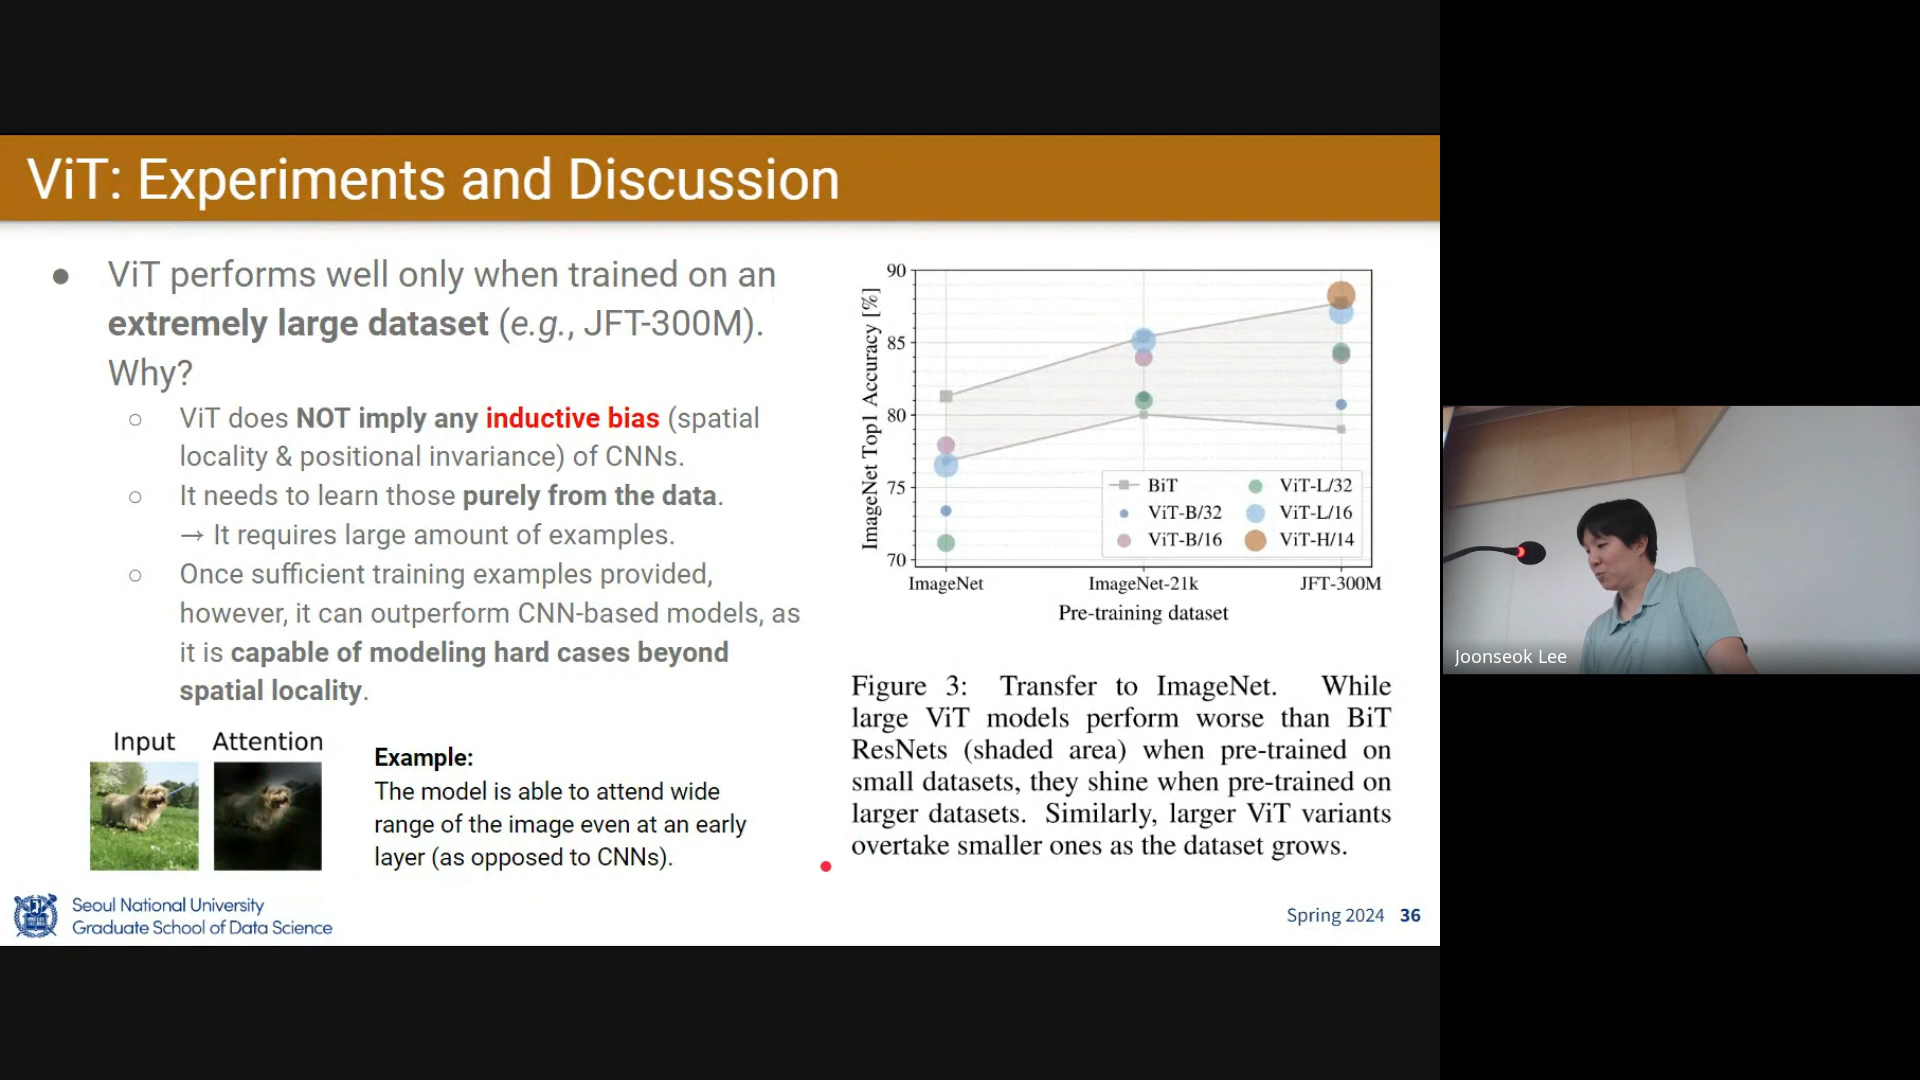 ViT: Experiments and Discussion
● ViT performs well only when trained on an
extremely large dataset (e.g., JFT-300M).
Why?
○ ViT does NOT imply any inductive bias (spatial
locality & positional invariance) of CNNs.
○ It needs to learn those purely from the data.
→ It requires large amount of examples.
○ Once sufficient training examples provided,
however, it can outperform CNN-based models, as
it is capable of modeling hard cases beyond
spatial locality.
Input Attention
Example:
The model is able to attend wide
range of the image even at an early
layer (as opposed to CNNs).
ImageNet Top1 Accuracy [%]
90
85
80
75
70
BiT
ViT-B/32
ViT-B/16
ViT-L/32
ViT-L/16
ViT-H/14
ImageNet ImageNet-21k JFT-300M
Pre-training dataset
Figure 3: Transfer to ImageNet. While
large ViT models perform worse than BiT
ResNets (shaded area) when pre-trained on
small datasets, they shine when pre-trained on
larger datasets. Similarly, larger ViT variants
overtake smaller ones as the dataset grows.
Seoul National University
Graduate School of Data Science
Spring 2024 36
Joonseok Lee